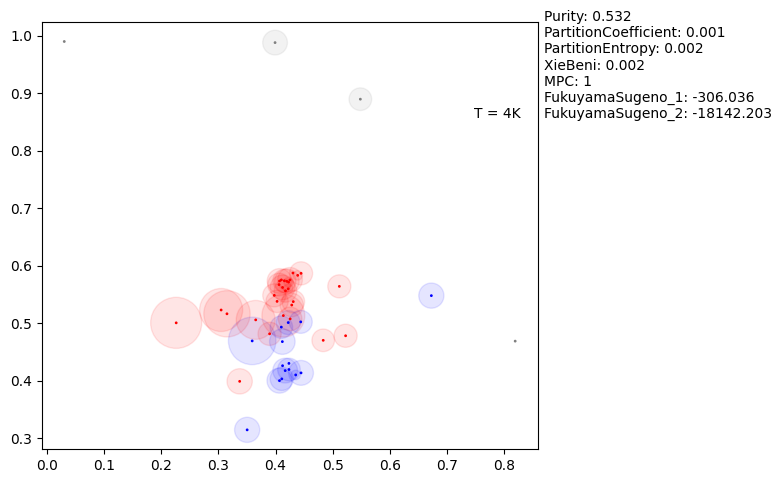 Purity: 0.532
PartitionCoefficient: 0.001
PartitionEntropy: 0.002
XieBeni: 0.002
MPC: 1
FukuyamaSugeno_1: -306.036
FukuyamaSugeno_2: -18142.203
T = 4K
1.0
0.9
0.8
0.7
0.6
0.5
0.4
0.3
0.0 0.1 0.2 0.3 0.4 0.5 0.6 0.7 0.8